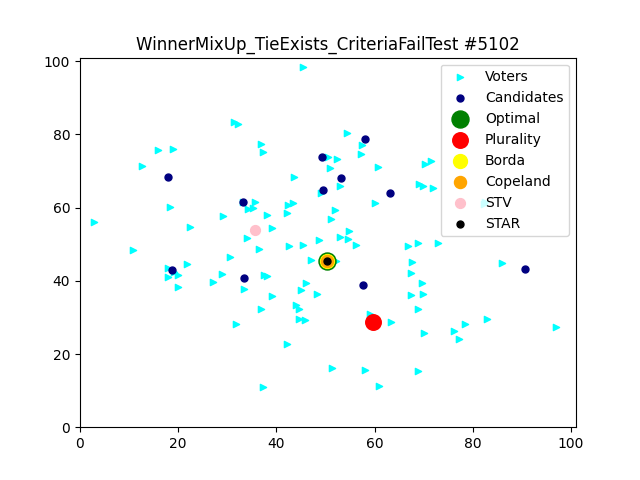 WinnerMixUp_TieExists_CriteriaFailTest #5102
100
80
60
40
20
0
0 20 40 60 80 100
Voters
Candidates
Optimal
Plurality
Borda
Copeland
STV
STAR